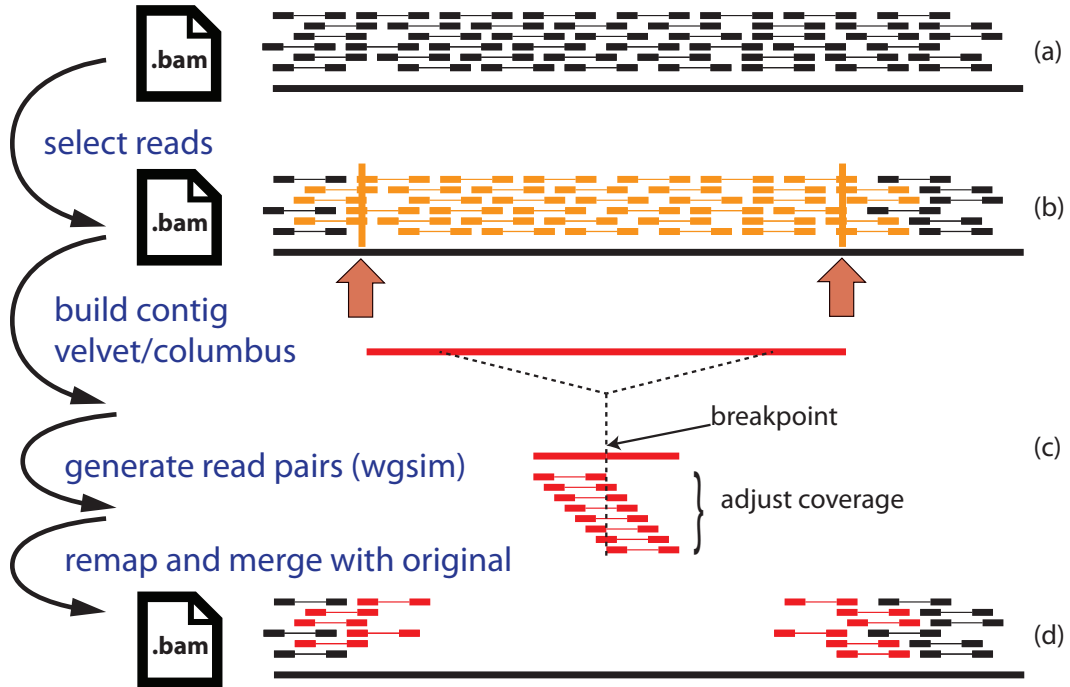 .bam
(a)
select reads
.bam
(b)
build contig
velvet/columbus
breakpoint
(c)
generate read pairs (wgsim)
adjust coverage
remap and merge with original
.bam
(d)